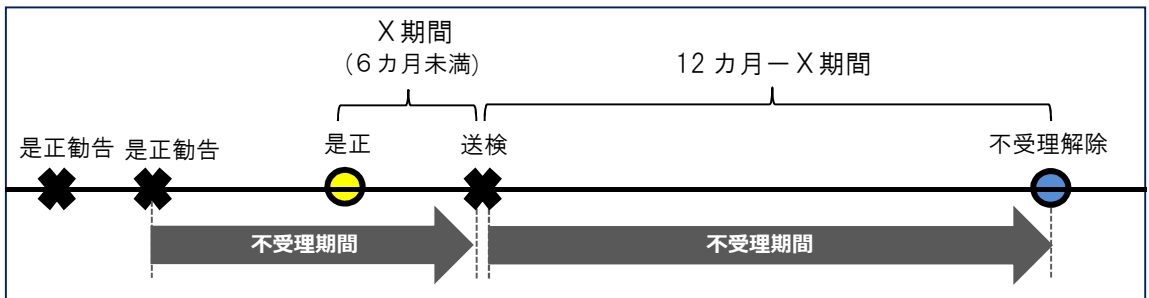 X期間
(6カ月未満)
12カ月－X期間
是正勧告
是正勧告
是正
送検
不受理解除
不受理期間
不受理期間